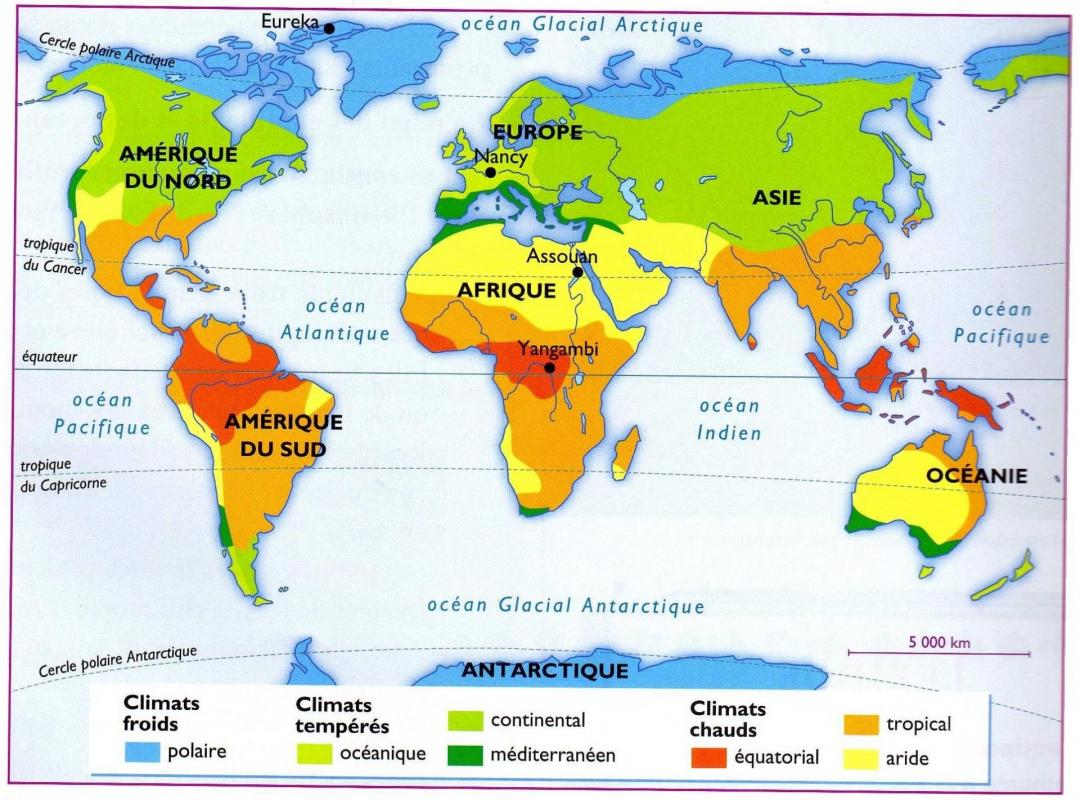 Eureka
océan Glacial Arctique
Cercle polaire Arctique
AMÉRIQUE
DU NORD
EUROPE
Nancy
ASIE
tropique
du Cancer
Assouan
AFRIQUE
océan
Atlantique
océan
Pacifique
équateur
Yangambi
océan
Pacifique
AMÉRIQUE
DU SUD
océan
Indien
tropique
du Capricorne
OCÉANIE
océan Glacial Antarctique
5 000 km
Cercle polaire Antarctique
ANTARCTIQUE
Climats
froids
polaire
Climats
tempérés
océanique
continental
méditerranéen
Climats
chauds
équatorial
tropical
aride